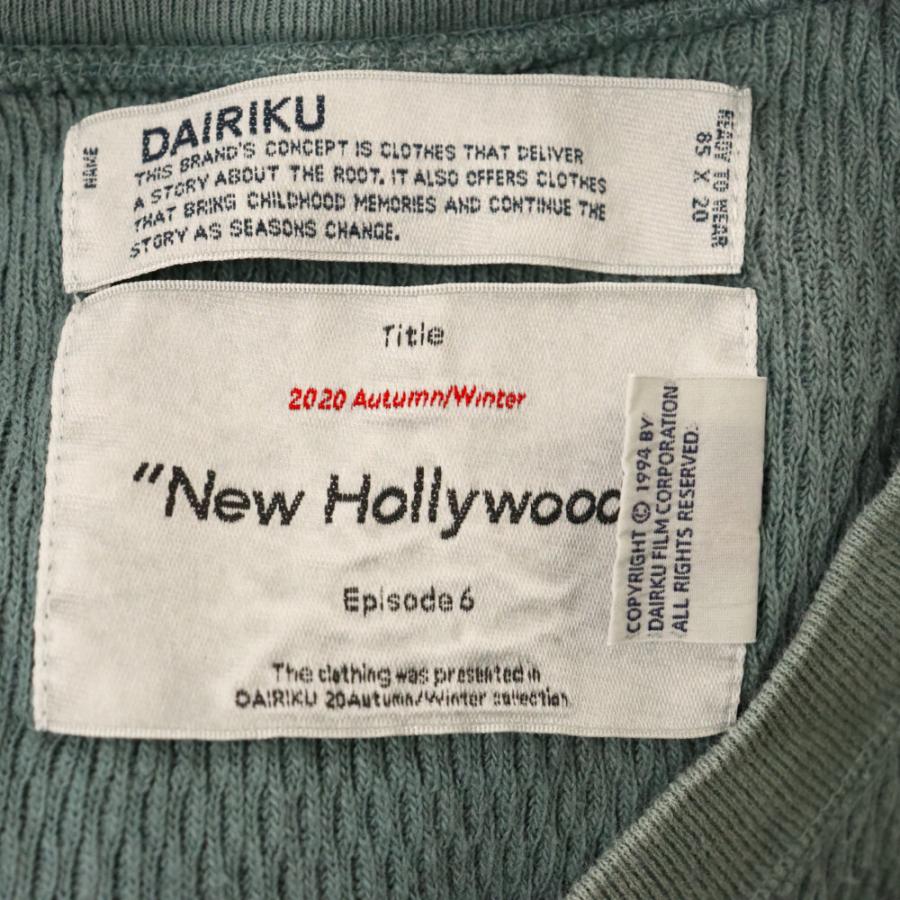 NAME
DAIRIKU
THIS BRAND'S CONCEPT IS CLOTHES THAT DELIVER
A STORY ABOUT THE ROOT. IT ALSO OFFERS CLOTHES
THAT BRING CHILDHOOD MEMORIES AND CONTINUE THE
STORY AS SEASONS CHANGE.
READY TO WEAR
85 X 20
Title
2020 Autumn/Winter
"New Hollywood
Episode 6
The clothing was presented in
DAIRIKU 20Autumn/Winter collection
COPYRIGHT © 1994 BY
DAIRKU FILM CORPORATION
ALL RIGHTS RESERVED.